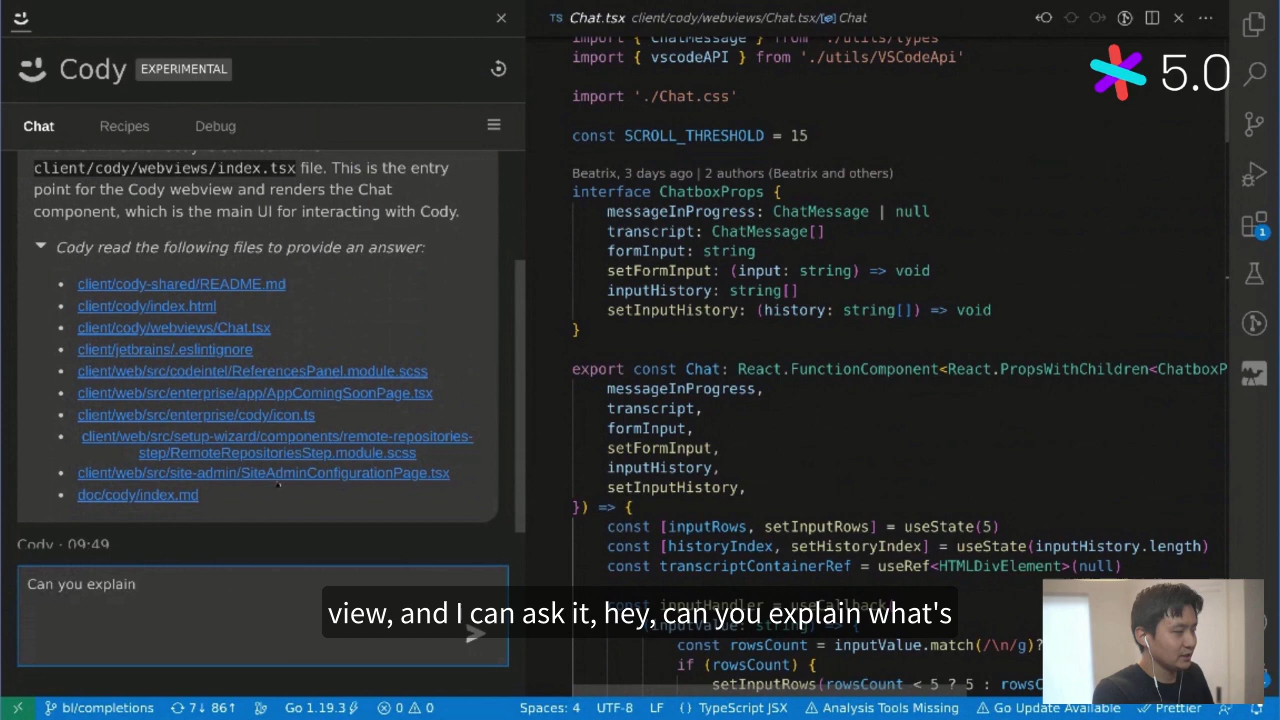 Cody EXPERIMENTAL
Chat Recipes Debug
client/cody/webviews/index.tsx file. This is the entry
point for the Cody webview and renders the Chat
component, which is the main UI for interacting with Cody.
Cody read the following files to provide an answer:
client/cody-shared/README.md
client/cody/index.html
client/cody/webviews/Chat.tsx
client/jetbrains/.eslintignore
client/web/src/codeintel/ReferencesPanel.module.scss
client/web/src/enterprise/app/AppComingSoonPage.tsx
client/web/src/enterprise/cody/icon.ts
client/web/src/setup-wizard/components/remote-repositories-
step/RemoteRepositoriesStep.module.scss
client/web/src/site-admin/SiteAdminConfigurationPage.tsx
doc/cody/index.md
Cody · 09:49
Can you explain
TS Chat.tsx client/cody/webviews/Chat.tsx/ Chat
5.0
import { ChatMessage } from './utils/types'
import { vscodeAPI } from './utils/VSCodeApi'
import './Chat.css'
const SCROLL_THRESHOLD = 15
Beatrix, 3 days ago | 2 authors (Beatrix and others)
interface ChatboxProps {
messageInProgress: ChatMessage | null
transcript: ChatMessage[]
formInput: string
setFormInput: (input: string) => void
inputHistory: string[]
setInputHistory: (history: string[]) => void
}
export const Chat: React.FunctionComponent<React.PropsWithChildren<ChatboxP
messageInProgress,
transcript,
formInput,
setFormInput,
inputHistory,
setInputHistory,
}) => {
const [inputRows, setInputRows] = useState(5)
const [historyIndex, setHistoryIndex] = useState(inputHistory.length)
const transcriptContainerRef = useRef<HTMLDivElement>(null)
view, and I can ask it, hey, can you explain what's
const rowsCount = inputValue.match(/\n/g)?
if (rowsCount) {
setInputRows(rowsCount < 5 ? 5 : rowsC
1
bl/completions 7↓ 86↑ Go 1.19.3 0 0 Spaces: 4 UTF-8 LF TypeScript JSX Analysis Tools Missing Go Update Available Prettier